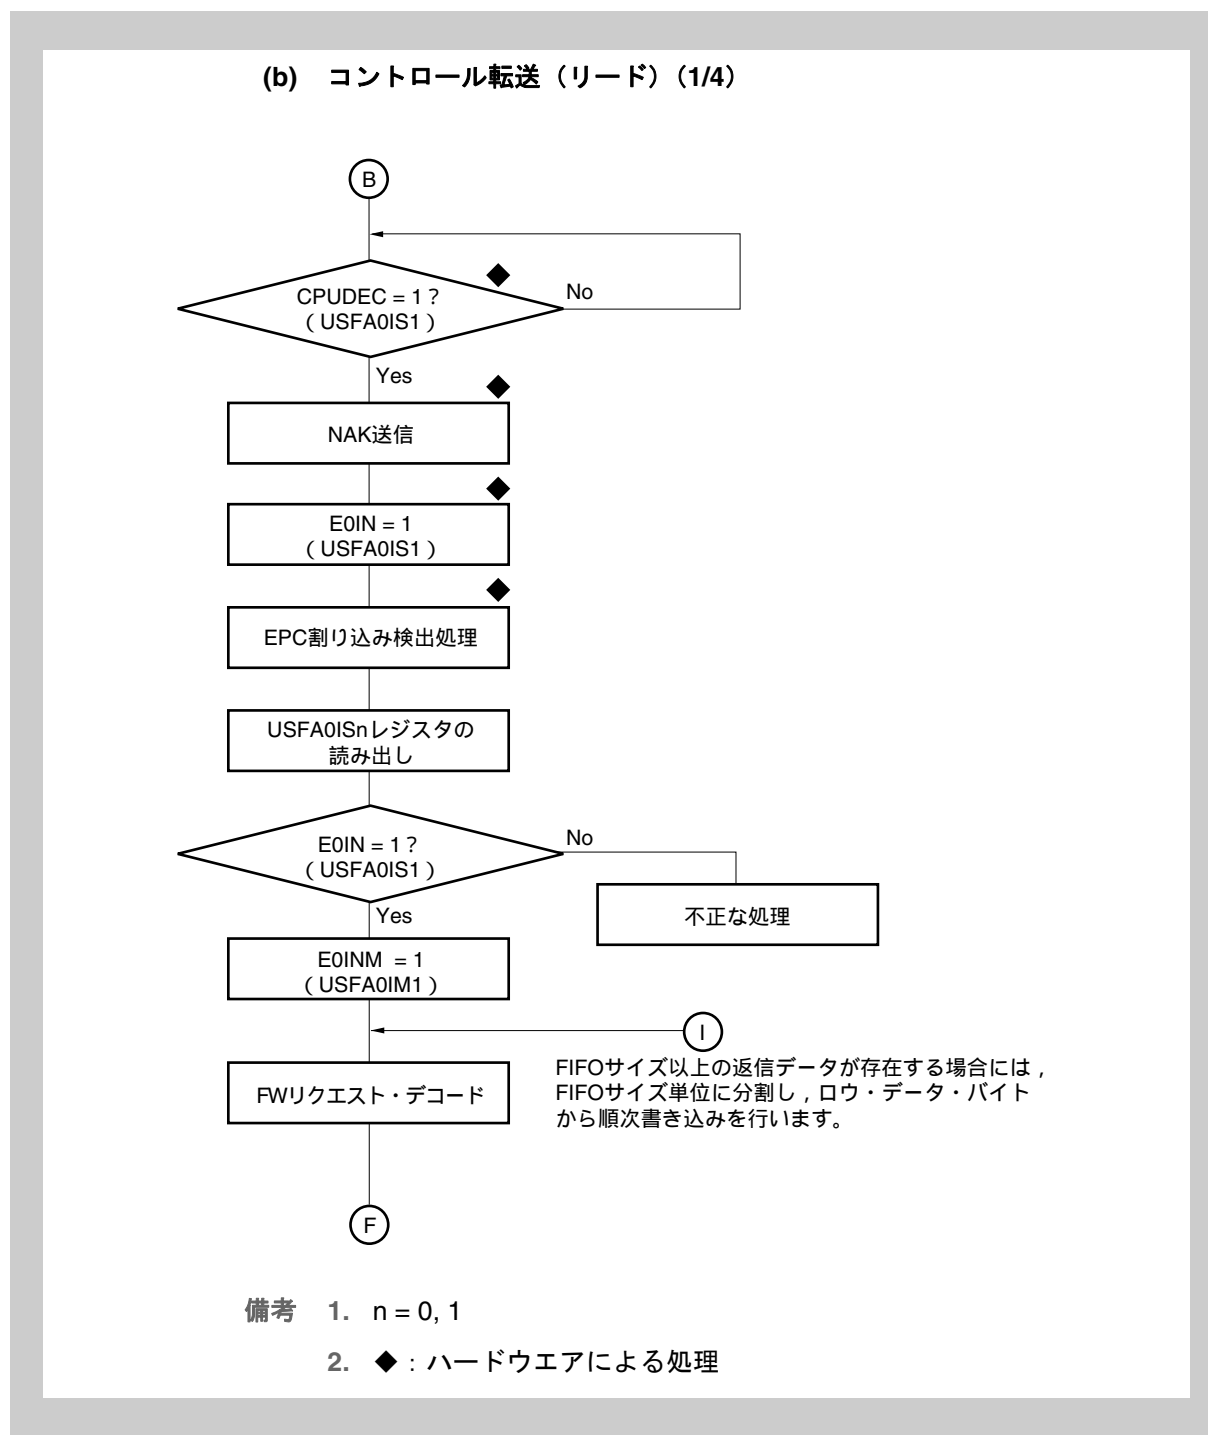 (b) コントロール転送（リード）（1/4）
B
CPUDEC = 1？
（USFA0IS1）
No
Yes
NAK送信
E0IN = 1
（USFA0IS1）
EPC割り込み検出処理
USFA0ISnレジスタの
読み出し
E0IN = 1？
（USFA0IS1）
No
Yes
不正な処理
E0INM = 1
（USFA0IM1）
I
FIFOサイズ以上の返信データが存在する場合には，
FIFOサイズ単位に分割し，ロウ・データ・バイト
から順次書き込みを行います。
FWリクエスト・デコード
F
備考 1. n = 0, 1
2. ◆：ハードウエアによる処理